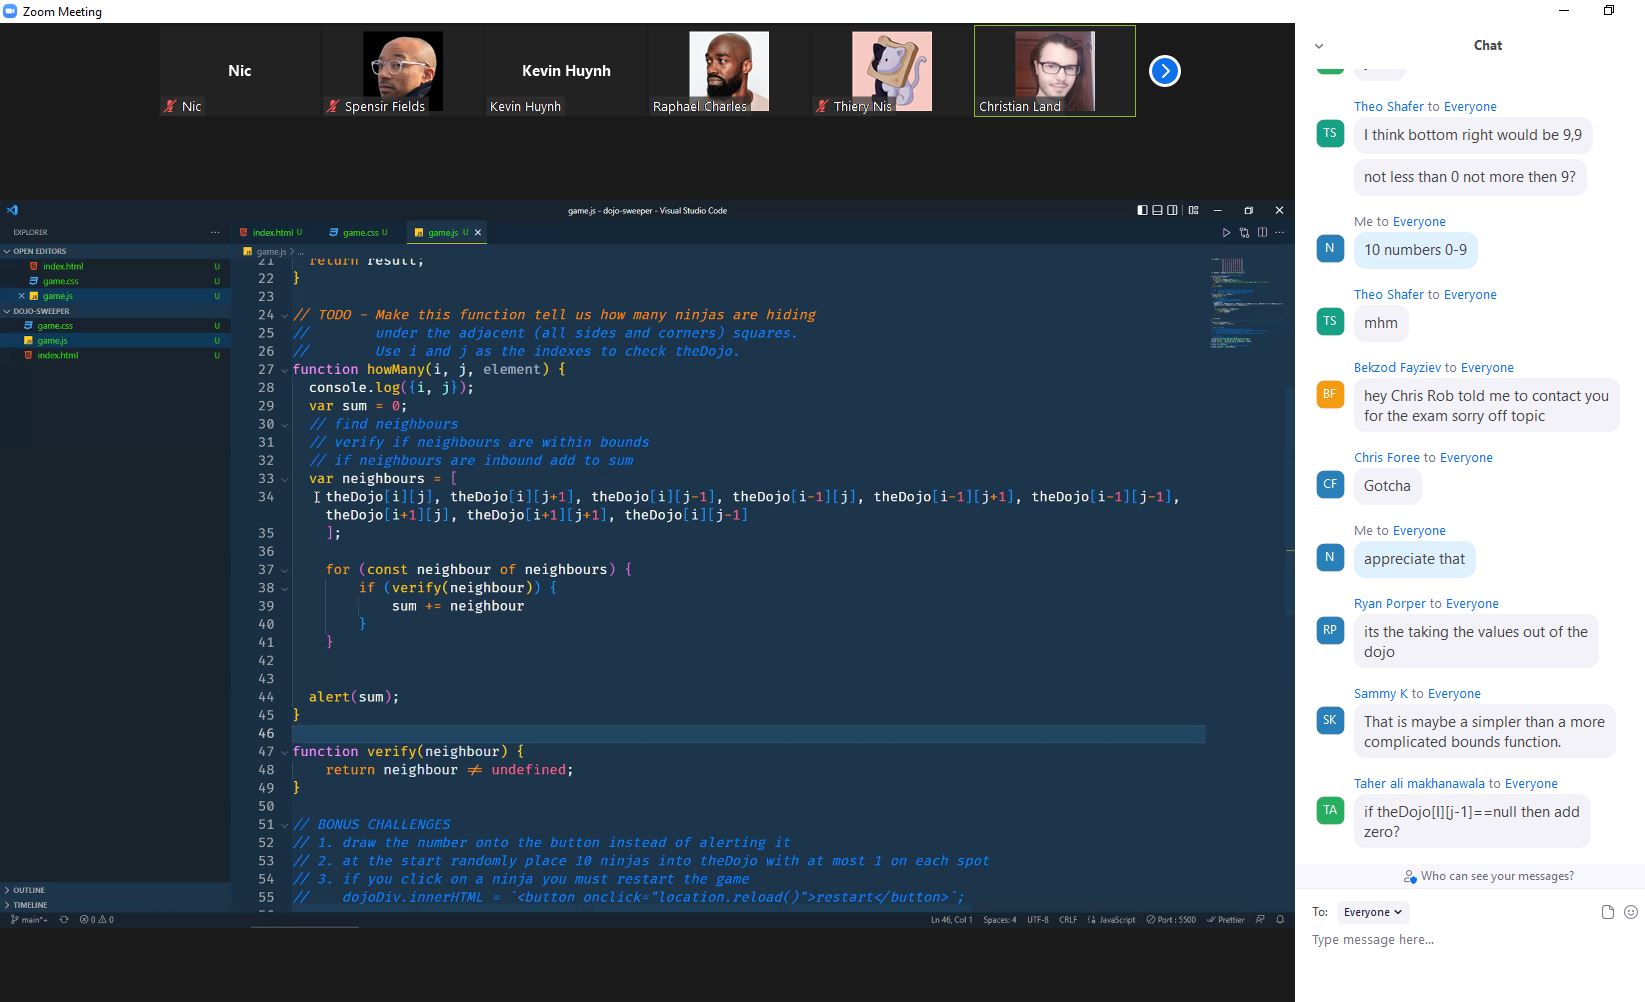 Zoom Meeting
Nic
Kevin Huynh
Nic
Spensir Fields
Kevin Huynh
Raphael Charles
Thiery Nis
Christian Land
game.js - dojo-sweeper - Visual Studio Code
EXPLORER
OPEN EDITORS
index.html U
game.css U
game.js U
DOJO-SWEEPER
game.css U
game.js U
index.html U
OUTLINE
TIMELINE
index.html U
game.css U
game.js U
game.js > ...
21 return result;
22 }
23
24 // TODO - Make this function tell us how many ninjas are hiding
25 // under the adjacent (all sides and corners) squares.
26 // Use i and j as the indexes to check theDojo.
27 function howMany(i, j, element) {
28 console.log({i, j});
29 var sum = 0;
30 // find neighbours
31 // verify if neighbours are within bounds
32 // if neighbours are inbound add to sum
33 var neighbours = [
34 theDojo[i][j], theDojo[i][j+1], theDojo[i][j-1], theDojo[i-1][j], theDojo[i-1][j+1], theDojo[i-1][j-1],
theDojo[i+1][j], theDojo[i+1][j+1], theDojo[i][j-1]
35 ];
36
37 for (const neighbour of neighbours) {
38 if (verify(neighbour)) {
39 sum += neighbour
40 }
41 }
42
43
44 alert(sum);
45 }
46
47 function verify(neighbour) {
48 return neighbour ≠ undefined;
49 }
50
51 // BONUS CHALLENGES
52 // 1. draw the number onto the button instead of alerting it
53 // 2. at the start randomly place 10 ninjas into theDojo with at most 1 on each spot
54 // 3. if you click on a ninja you must restart the game
55 // dojoDiv.innerHTML = `<button onclick="location.reload()">restart</button>`;
main*+ 0 0
Ln 46, Col 1 Spaces: 4 UTF-8 CRLF JavaScript Port : 5500 Prettier
Chat
Theo Shafer to Everyone
TS
I think bottom right would be 9,9
not less than 0 not more then 9?
Me to Everyone
N
10 numbers 0-9
Theo Shafer to Everyone
TS
mhm
Bekzod Fayziev to Everyone
BF
hey Chris Rob told me to contact you
for the exam sorry off topic
Chris Foree to Everyone
CF
Gotcha
Me to Everyone
N
appreciate that
Ryan Porper to Everyone
RP
its the taking the values out of the
dojo
Sammy K to Everyone
SK
That is maybe a simpler than a more
complicated bounds function.
Taher ali makhanawala to Everyone
TA
if theDojo[I][j-1]==null then add
zero?
Who can see your messages?
To: Everyone
Type message here...